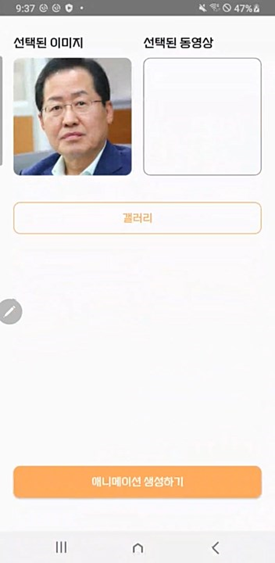 9:37
47%
선택된 이미지
선택된 동영상
갤러리
애니메이션 생성하기